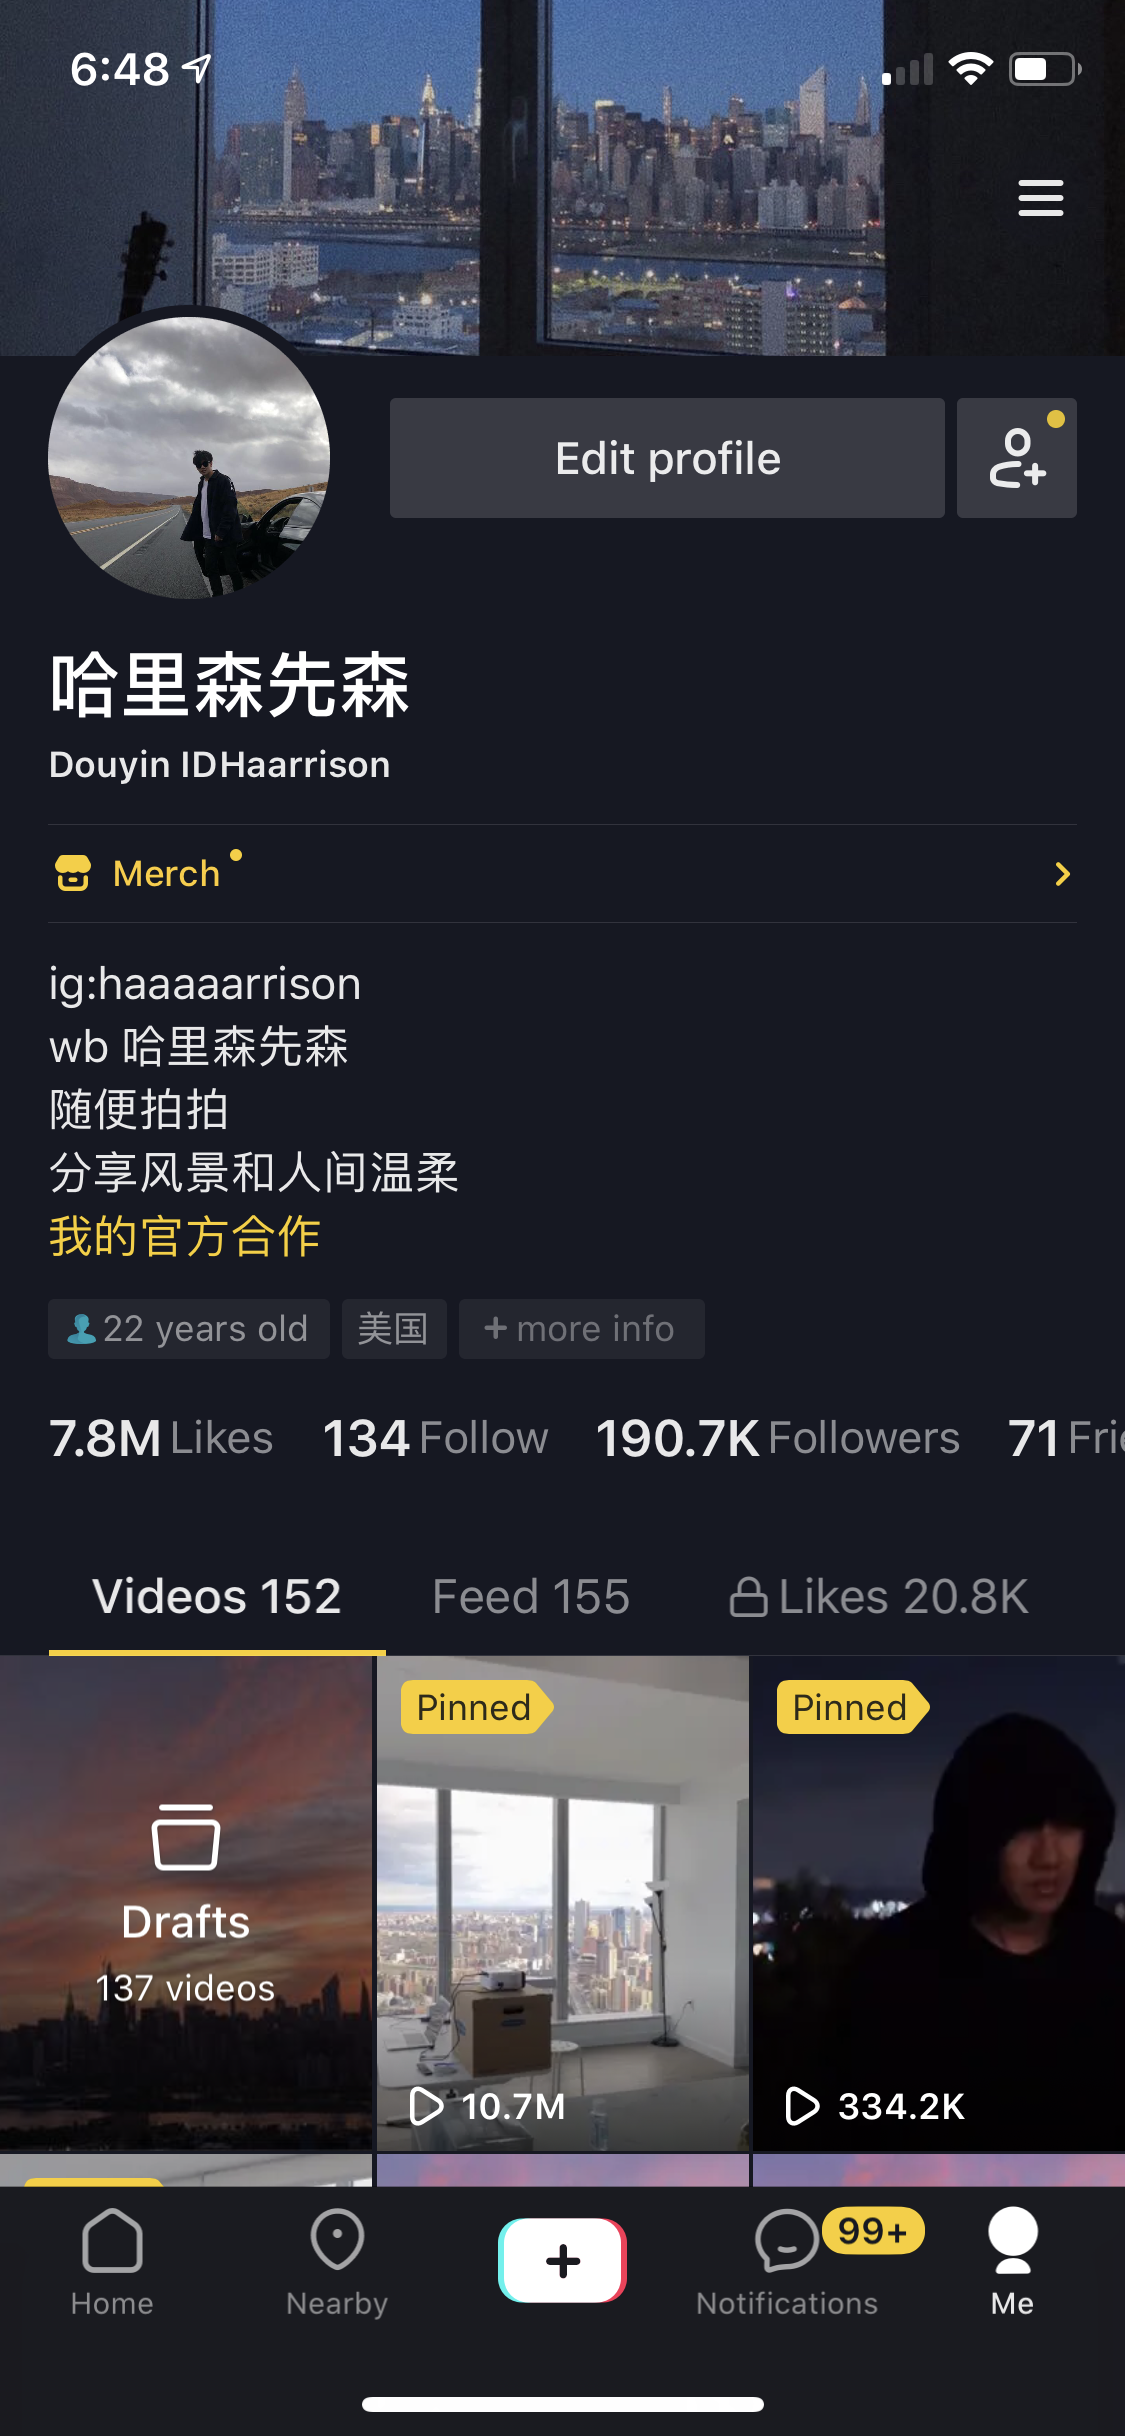 6:48
Edit profile
哈里森先森
Douyin IDHaarrison
Merch
ig:haaaaarrison
wb 哈里森先森
随便拍拍
分享风景和人间温柔
我的官方合作
22 years old 美国 + more info
7.8M Likes 134 Follow 190.7K Followers 71 Frie
Videos 152 Feed 155 Likes 20.8K
Pinned Pinned
Drafts
137 videos
10.7M 334.2K
99+
Home Nearby Notifications Me